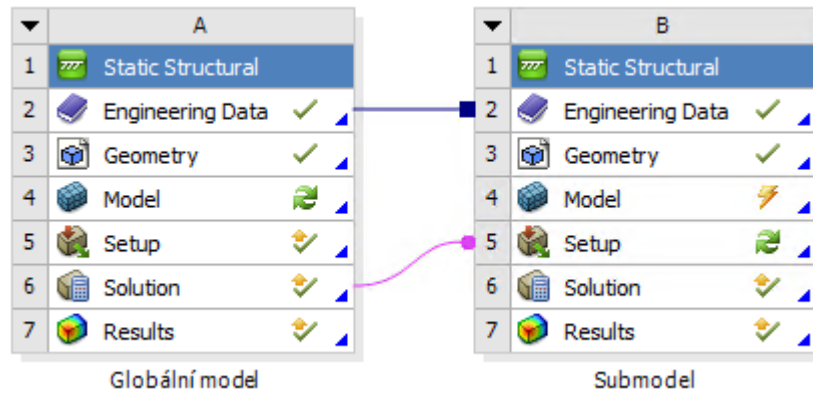 A
1 Static Structural
2 Engineering Data
3 Geometry
4 Model
5 Setup
6 Solution
7 Results
Globální model
B
1 Static Structural
2 Engineering Data
3 Geometry
4 Model
5 Setup
6 Solution
7 Results
Submodel